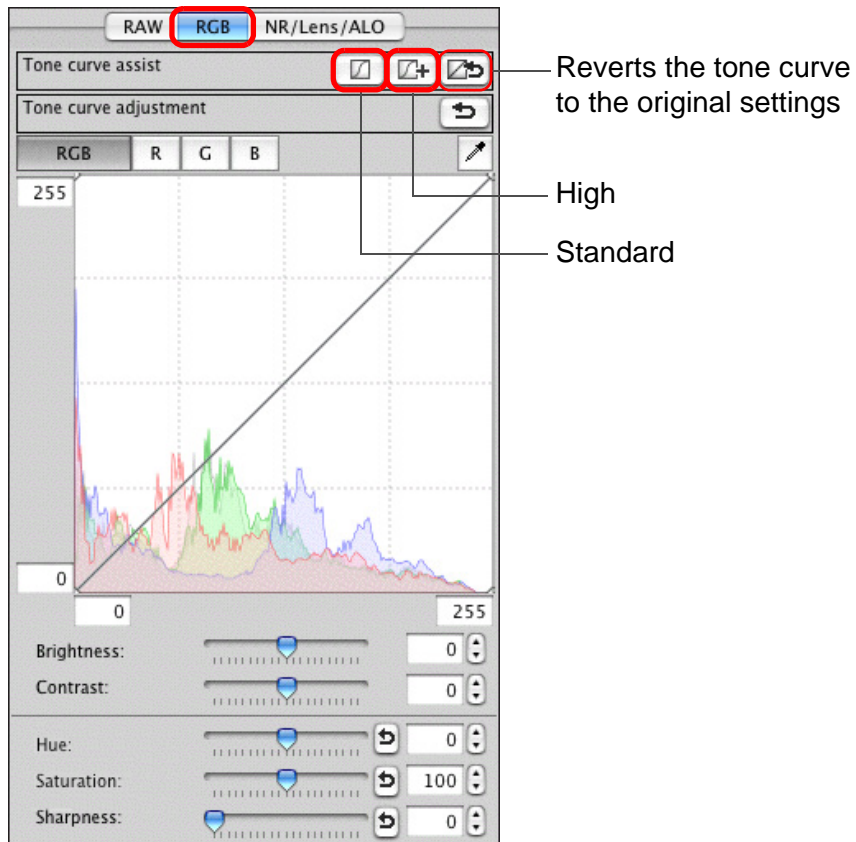 RAW RGB NR/Lens/ALO
Tone curve assist
Reverts the tone curve
to the original settings
Tone curve adjustment
RGB R G B
255
High
Standard
0
0 255
Brightness: 0
Contrast: 0
Hue: 0
Saturation: 100
Sharpness: 0